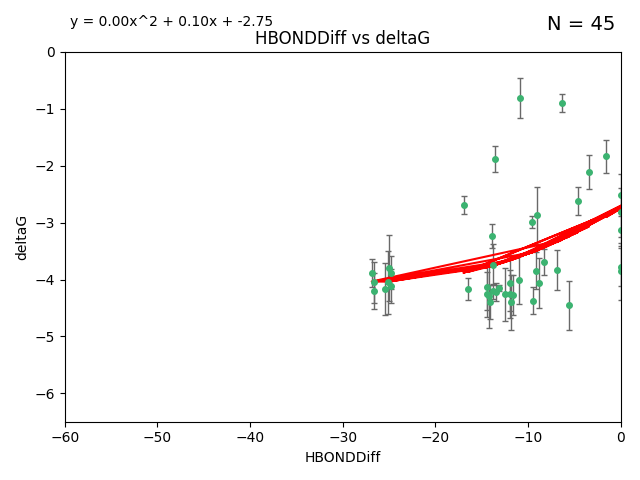 y = 0.00x^2 + 0.10x + -2.75
N = 45
HBONDDiff vs deltaG
deltaG
0
−1
−2
−3
−4
−5
−6
−60 −50 −40 −30 −20 −10 0
HBONDDiff